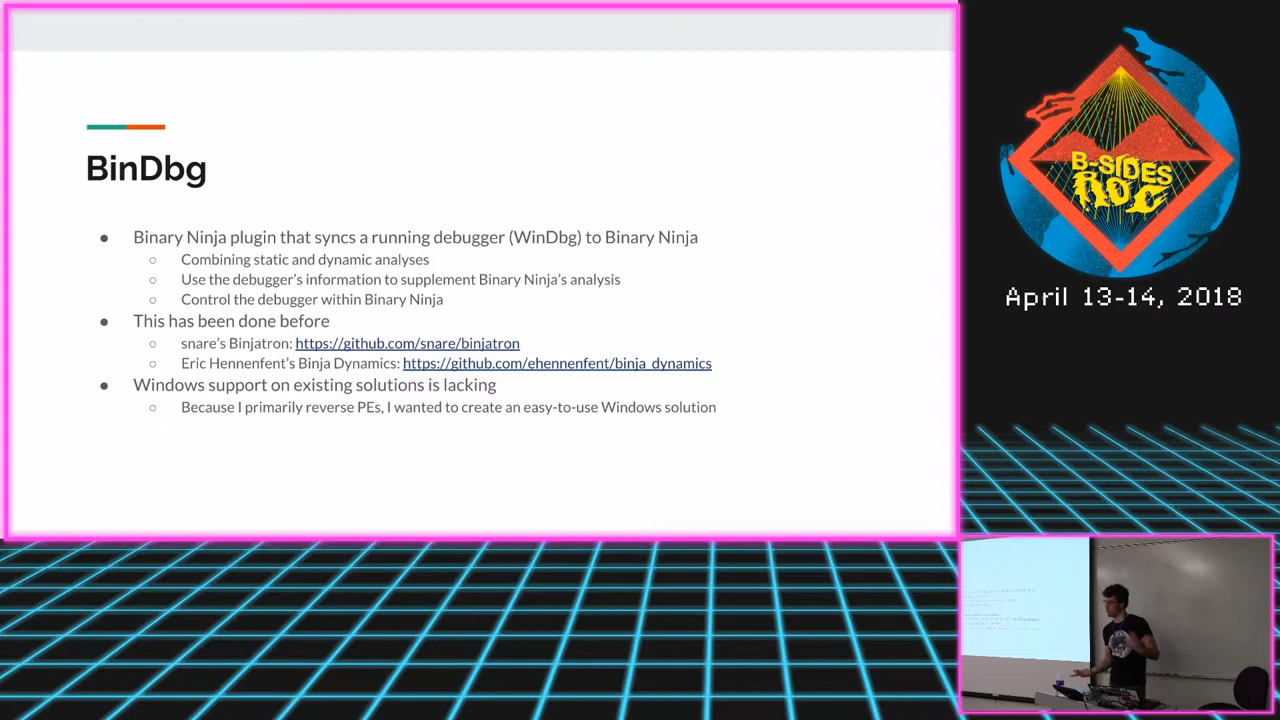 BinDbg
● Binary Ninja plugin that syncs a running debugger (WinDbg) to Binary Ninja
○ Combining static and dynamic analyses
○ Use the debugger's information to supplement Binary Ninja's analysis
○ Control the debugger within Binary Ninja
● This has been done before
○ snare's Binjatron: https://github.com/snare/binjatron
○ Eric Hennenfent's Binja Dynamics: https://github.com/ehennenfent/binja_dynamics
● Windows support on existing solutions is lacking
○ Because I primarily reverse PEs, I wanted to create an easy-to-use Windows solution
B-SIDES
ROC
April 13-14, 2018